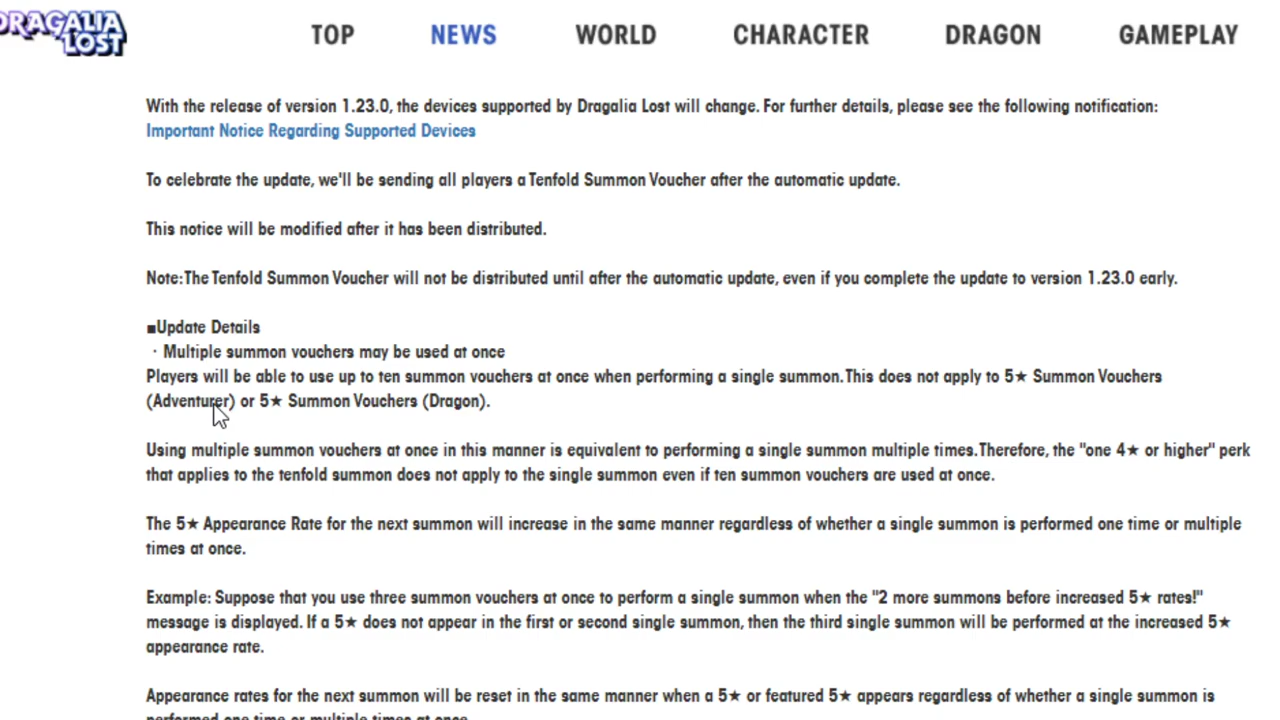 DRAGALIA LOST
TOP NEWS WORLD CHARACTER DRAGON GAMEPLAY
With the release of version 1.23.0, the devices supported by Dragalia Lost will change. For further details, please see the following notification:
Important Notice Regarding Supported Devices
To celebrate the update, we'll be sending all players a Tenfold Summon Voucher after the automatic update.
This notice will be modified after it has been distributed.
Note: The Tenfold Summon Voucher will not be distributed until after the automatic update, even if you complete the update to version 1.23.0 early.
■Update Details
・Multiple summon vouchers may be used at once
Players will be able to use up to ten summon vouchers at once when performing a single summon. This does not apply to 5★ Summon Vouchers
(Adventurer) or 5★ Summon Vouchers (Dragon).
Using multiple summon vouchers at once in this manner is equivalent to performing a single summon multiple times. Therefore, the "one 4★ or higher" perk
that applies to the tenfold summon does not apply to the single summon even if ten summon vouchers are used at once.
The 5★ Appearance Rate for the next summon will increase in the same manner regardless of whether a single summon is performed one time or multiple
times at once.
Example: Suppose that you use three summon vouchers at once to perform a single summon when the "2 more summons before increased 5★ rates!"
message is displayed. If a 5★ does not appear in the first or second single summon, then the third single summon will be performed at the increased 5★
appearance rate.
Appearance rates for the next summon will be reset in the same manner when a 5★ or featured 5★ appears regardless of whether a single summon is
performed one time or multiple times at once.